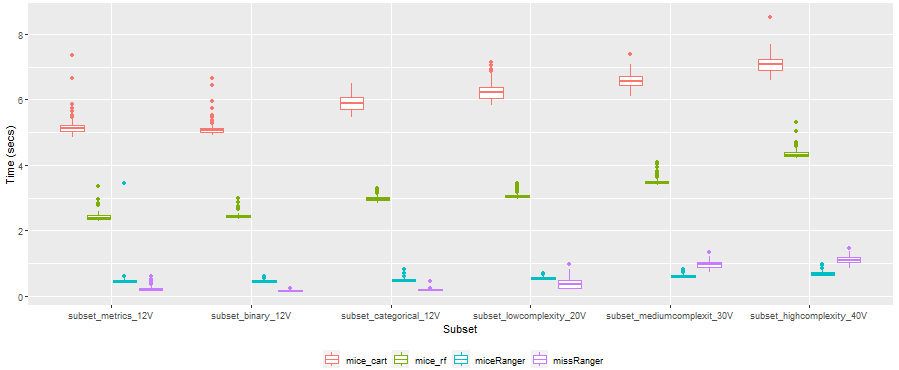 Time (secs)
8
6
4
2
0
subset_metrics_12V subset_binary_12V subset_categorical_12V subset_lowcomplexity_20V subset_mediumcomplexit_30V subset_highcomplexity_40V
Subset
mice_cart mice_rf miceRanger missRanger